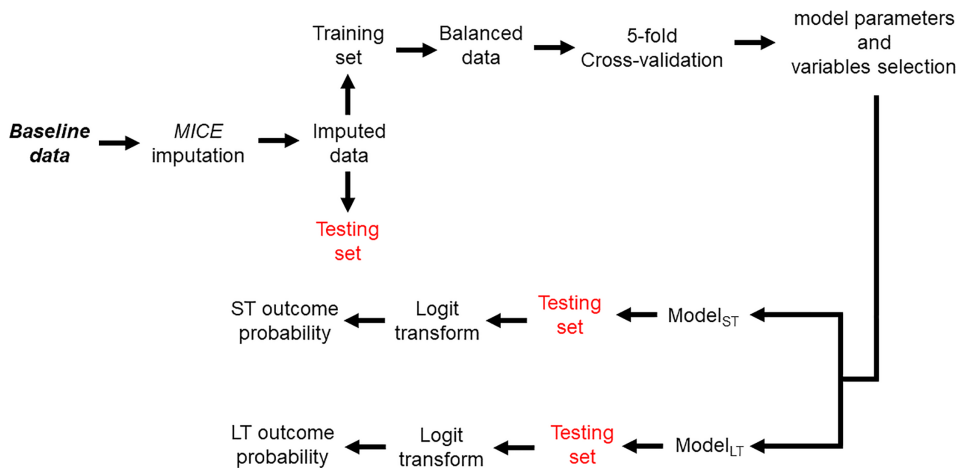 Training
set
Balanced
data
5-fold
Cross-validation
model parameters
and
variables selection
Baseline
data
MICE
imputation
Imputed
data
Testing
set
ST outcome
probability
Logit
transform
Testing
set
ModelST
LT outcome
probability
Logit
transform
Testing
set
ModelLT